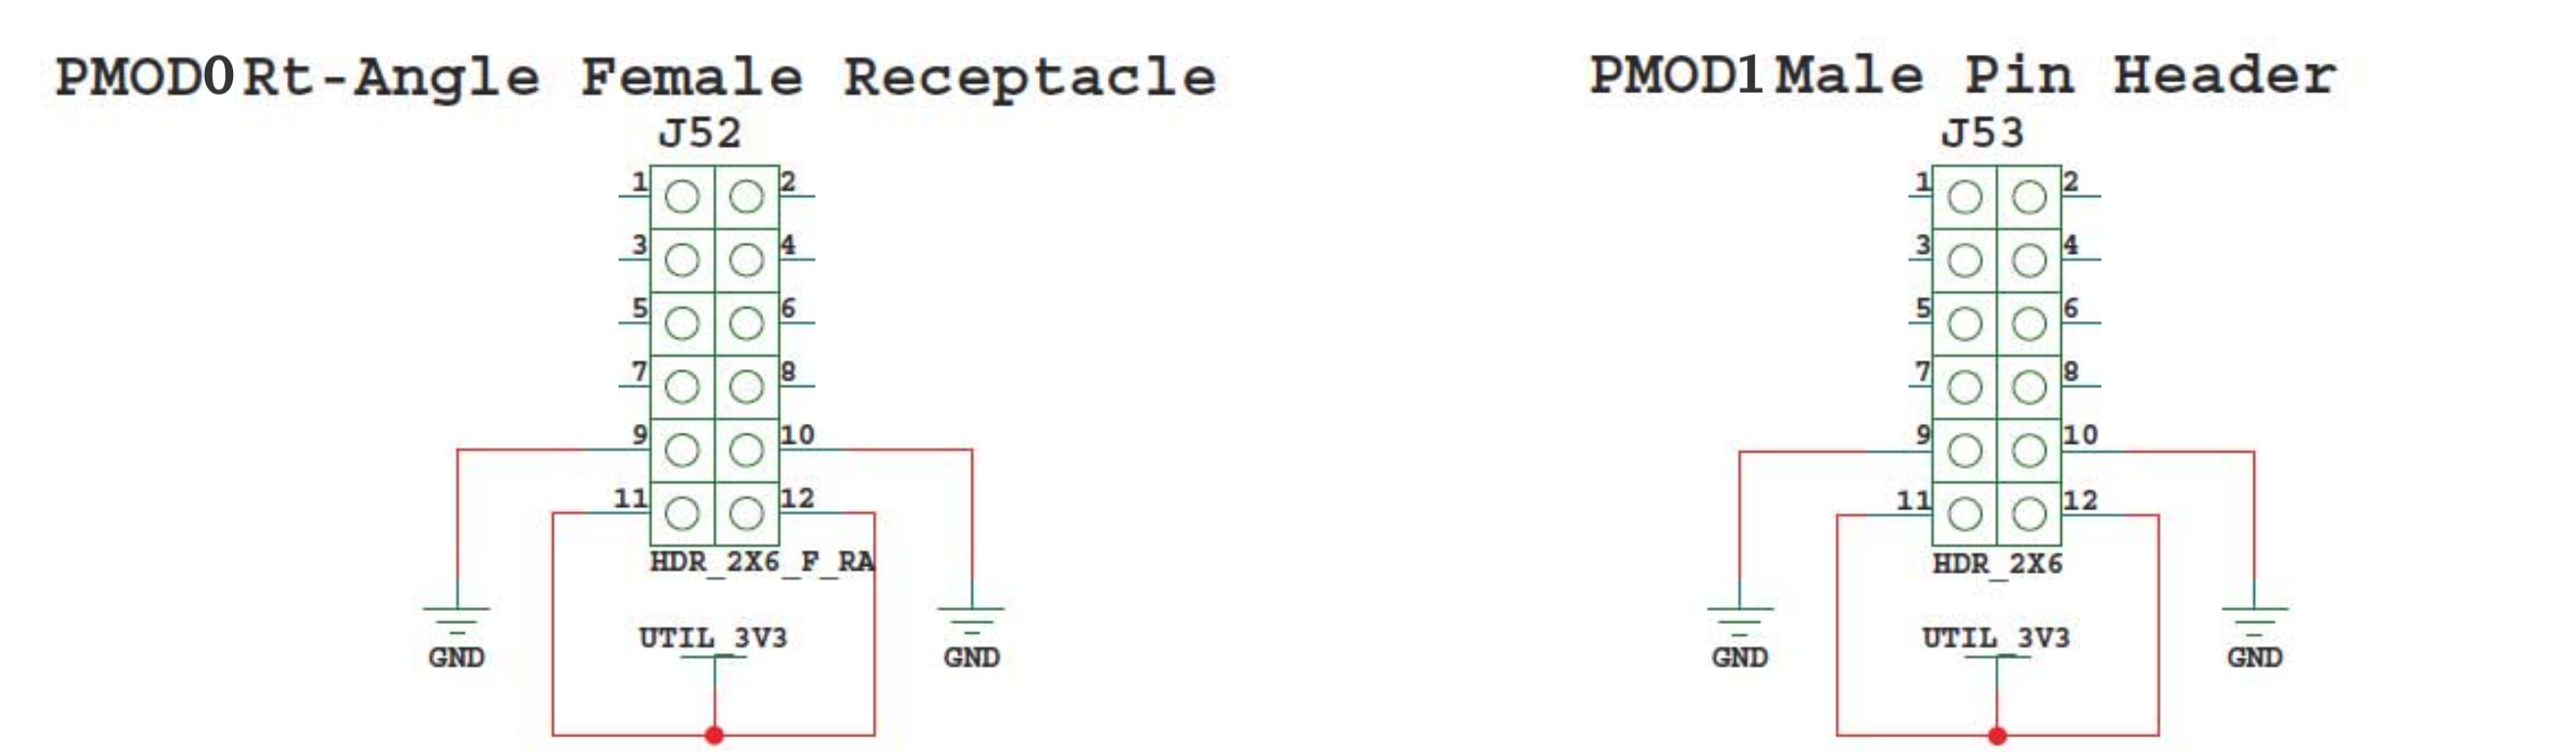 PMOD0 Rt-Angle Female Receptacle
J52
1 2
3 4
5 6
7 8
9 10
11 12
HDR_2X6_F_RA
UTIL_3V3
GND GND
PMOD1 Male Pin Header
J53
1 2
3 4
5 6
7 8
9 10
11 12
HDR_2X6
UTIL_3V3
GND GND